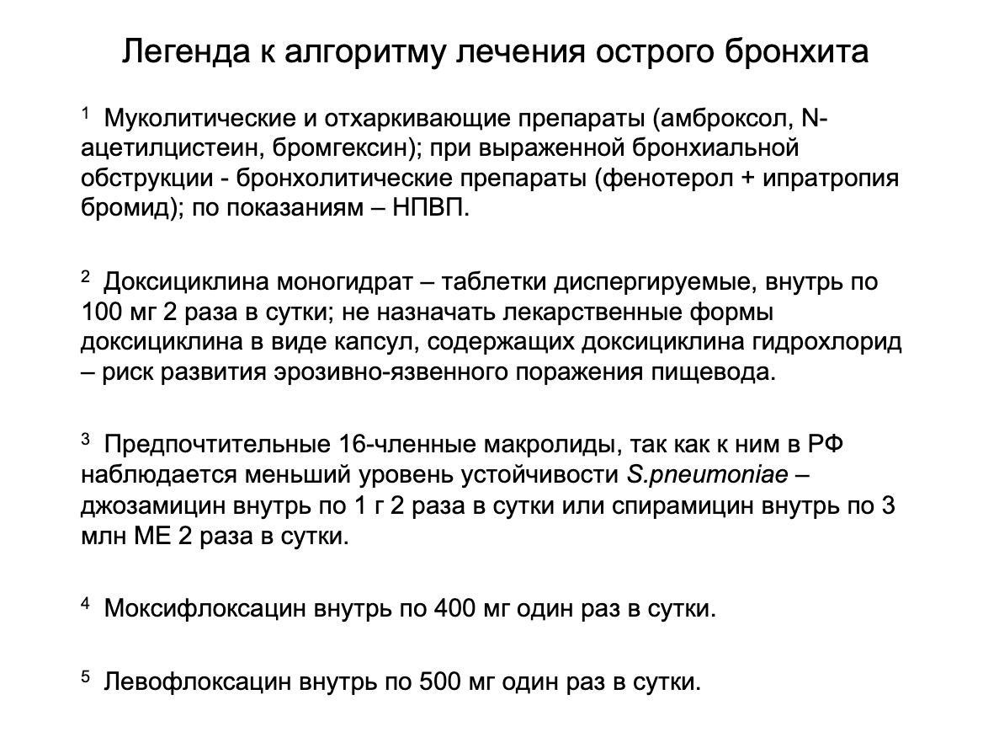 Легенда к алгоритму лечения острого бронхита
¹ Муколитические и отхаркивающие препараты (амброксол, N-
ацетилцистеин, бромгексин); при выраженной бронхиальной
обструкции - бронхолитические препараты (фенотерол + ипратропия
бромид); по показаниям – НПВП.
² Доксициклина моногидрат – таблетки диспергируемые, внутрь по
100 мг 2 раза в сутки; не назначать лекарственные формы
доксициклина в виде капсул, содержащих доксициклина гидрохлорид
– риск развития эрозивно-язвенного поражения пищевода.
³ Предпочтительные 16-членные макролиды, так как к ним в РФ
наблюдается меньший уровень устойчивости S.pneumoniae –
джозамицин внутрь по 1 г 2 раза в сутки или спирамицин внутрь по 3
млн МЕ 2 раза в сутки.
⁴ Моксифлоксацин внутрь по 400 мг один раз в сутки.
⁵ Левофлоксацин внутрь по 500 мг один раз в сутки.